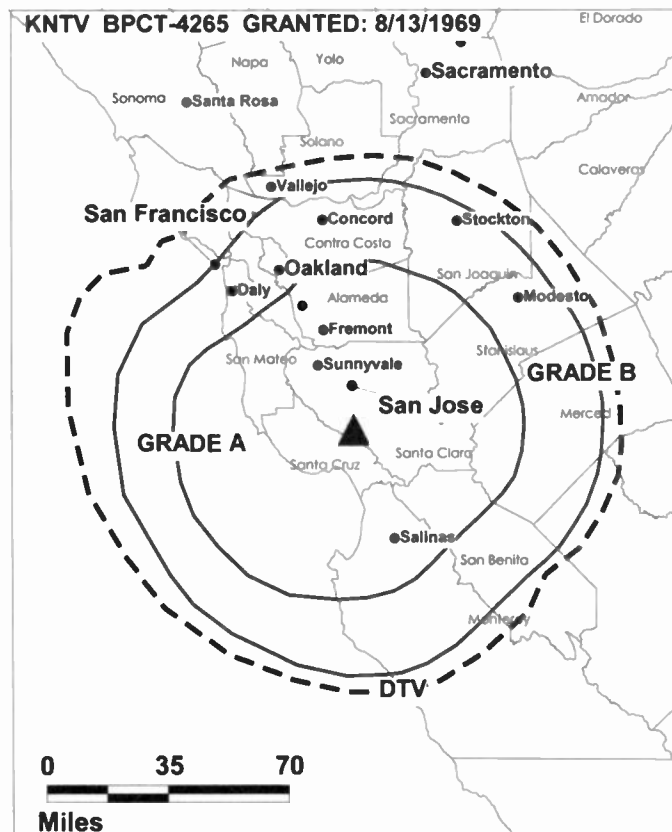 KNTV BPCT-4265 GRANTED: 8/13/1969
El Dorado
Napa
Yolo
Sacramento
Sonoma
Santa Rosa
Amador
Sacramenta
Solano
Calaveras
Vallejo
San Francisco
Concord
Stockton
Contra Costa
Oakland
San Joaquin
Daly
Alameda
Modesto
Fremont
San Mateo
Sunnyvale
Stanislaus
GRADE B
San Jose
Merced
GRADE A
Santa Clara
Santa Cruz
Salinas
San Benita
Monterey
DTV
0 35 70
Miles